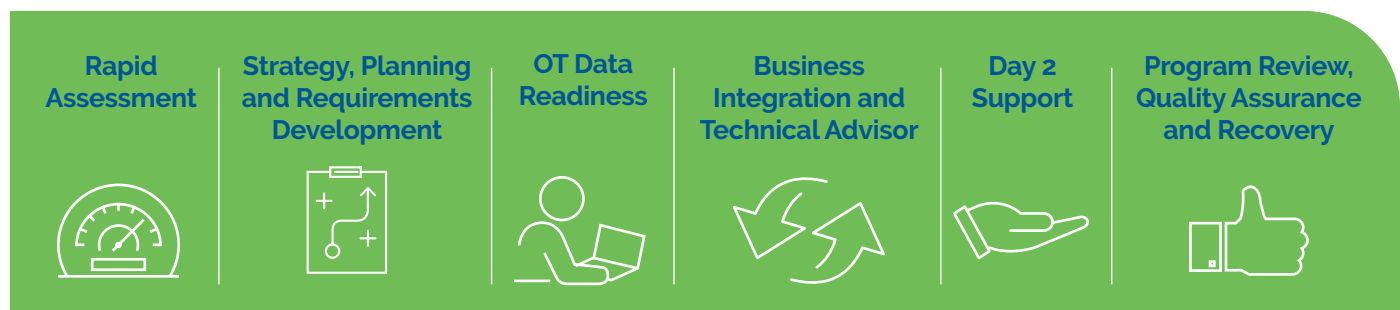 Rapid
Assessment
Strategy, Planning
and Requirements
Development
OT Data
Readiness
Business
Integration and
Technical Advisor
Day 2
Support
Program Review,
Quality Assurance
and Recovery